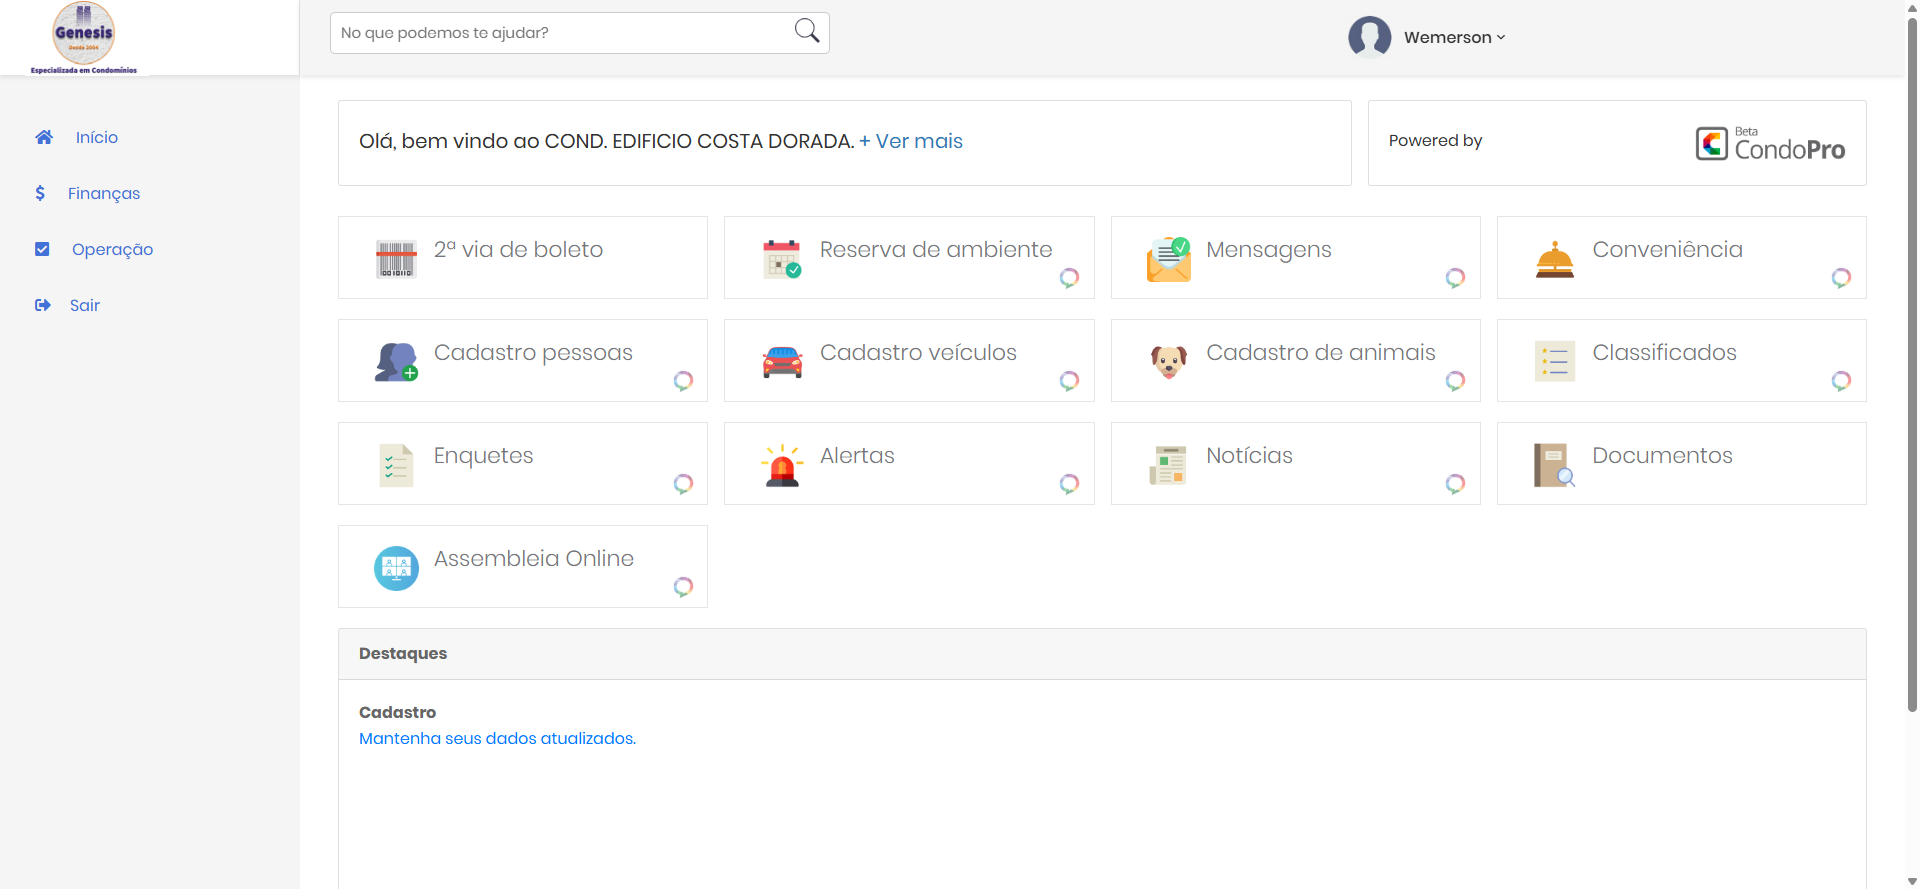 Genesis
Desde 2004
Especializada em Condomínios
No que podemos te ajudar?
Wemerson
Início
Finanças
Operação
Sair
Olá, bem vindo ao COND. EDIFICIO COSTA DORADA. + Ver mais
Powered by
Beta
CondoPro
2ª via de boleto
Reserva de ambiente
Mensagens
Conveniência
Cadastro pessoas
Cadastro veículos
Cadastro de animais
Classificados
Enquetes
Alertas
Notícias
Documentos
Assembleia Online
Destaques
Cadastro
Mantenha seus dados atualizados.